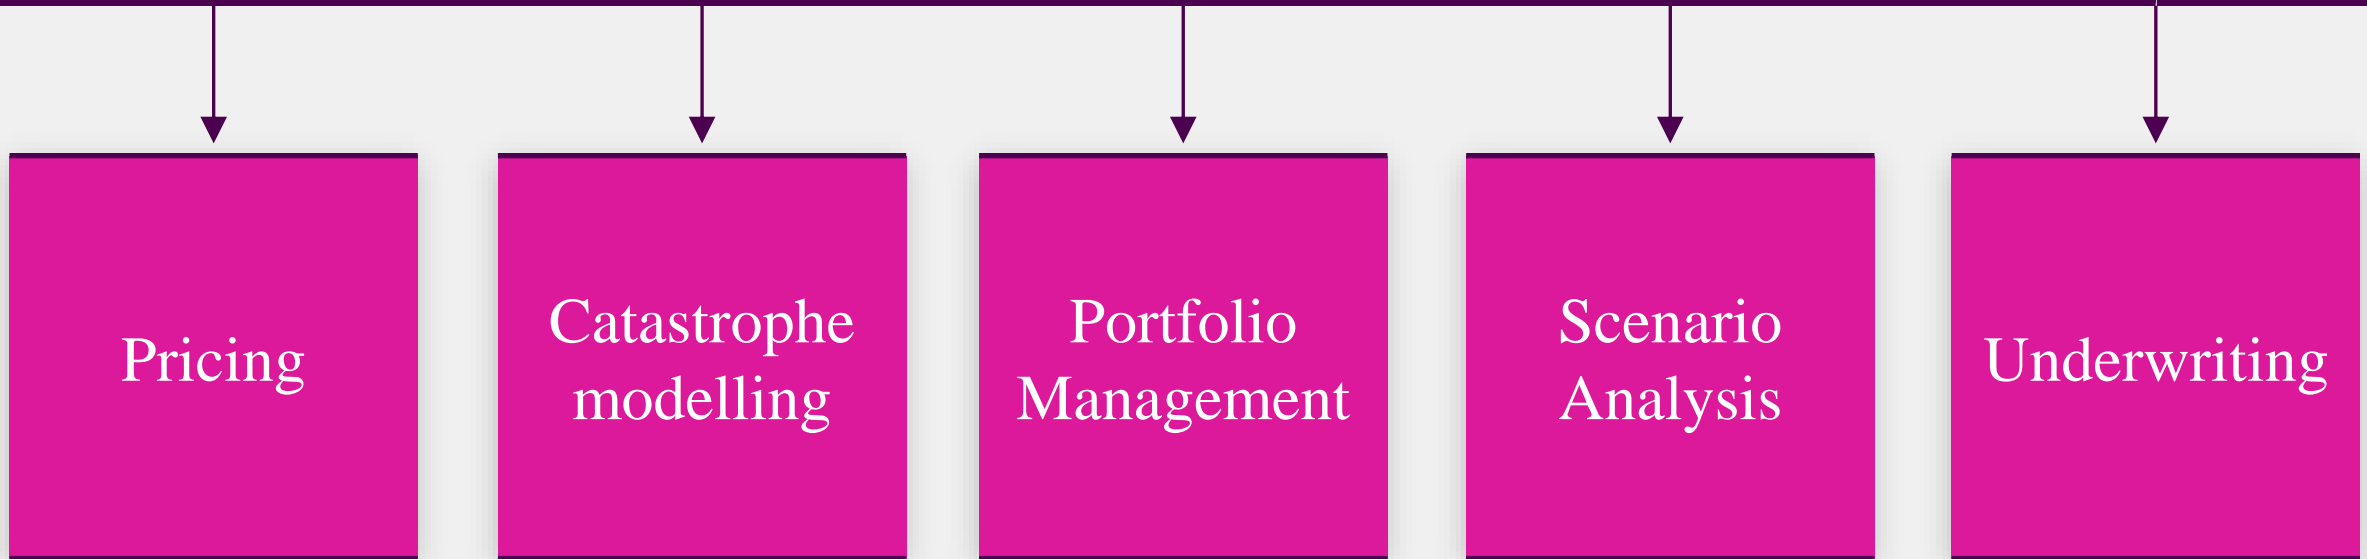 Pricing
Catastrophe
modelling
Portfolio
Management
Scenario
Analysis
Underwriting